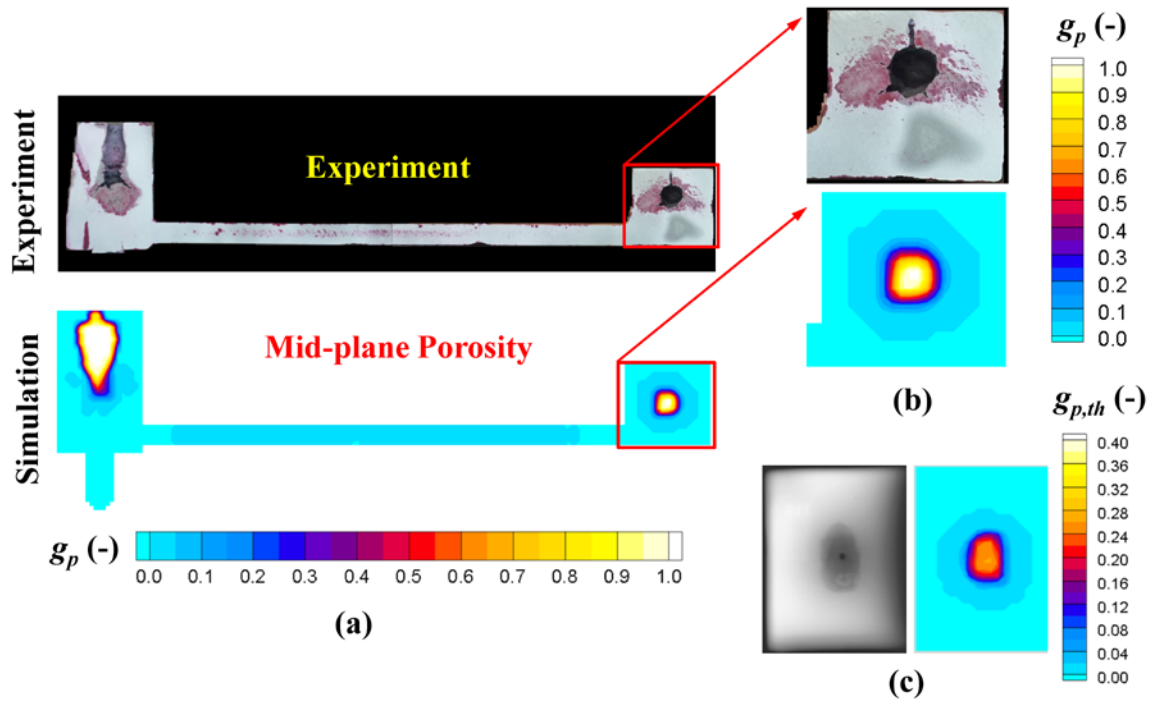 g_p (-)
1.0
0.9
0.8
0.7
0.6
0.5
0.4
0.3
0.2
0.1
0.0
Experiment
Experiment
(b)
Simulation
Mid-plane Porosity
g_p (-)
0.0 0.1 0.2 0.3 0.4 0.5 0.6 0.7 0.8 0.9 1.0
(a)
g_{p,th} (-)
0.40
0.36
0.32
0.28
0.24
0.20
0.16
0.12
0.08
0.04
0.00
(c)